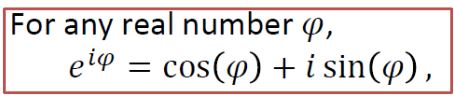 For any real number φ,
e^{iφ} = cos(φ) + i sin(φ) ,